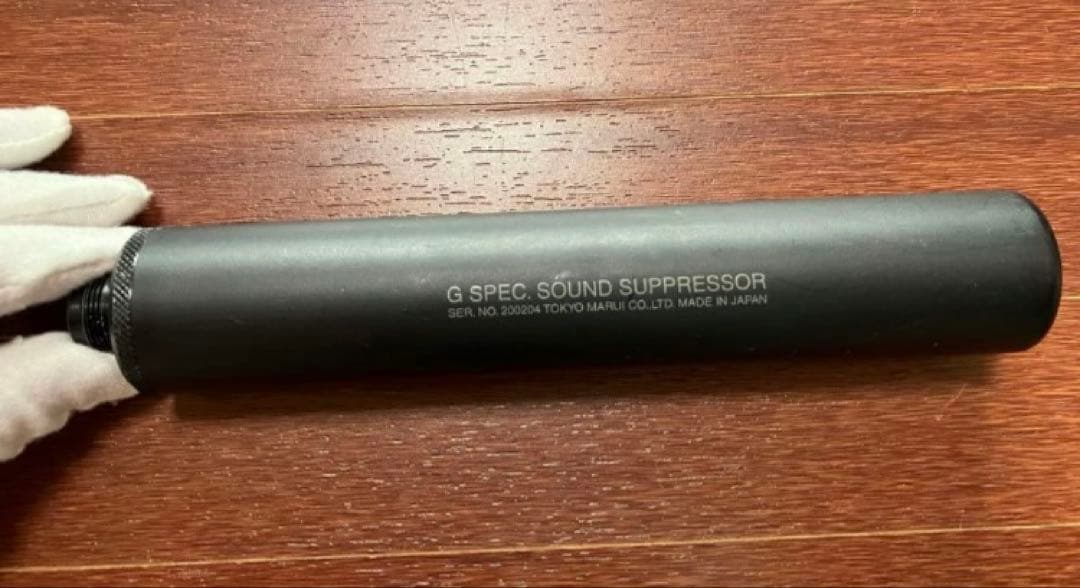 G SPEC. SOUND SUPPRESSOR
SER. NO. 200204 TOKYO MARUI CO.,LTD. MADE IN JAPAN